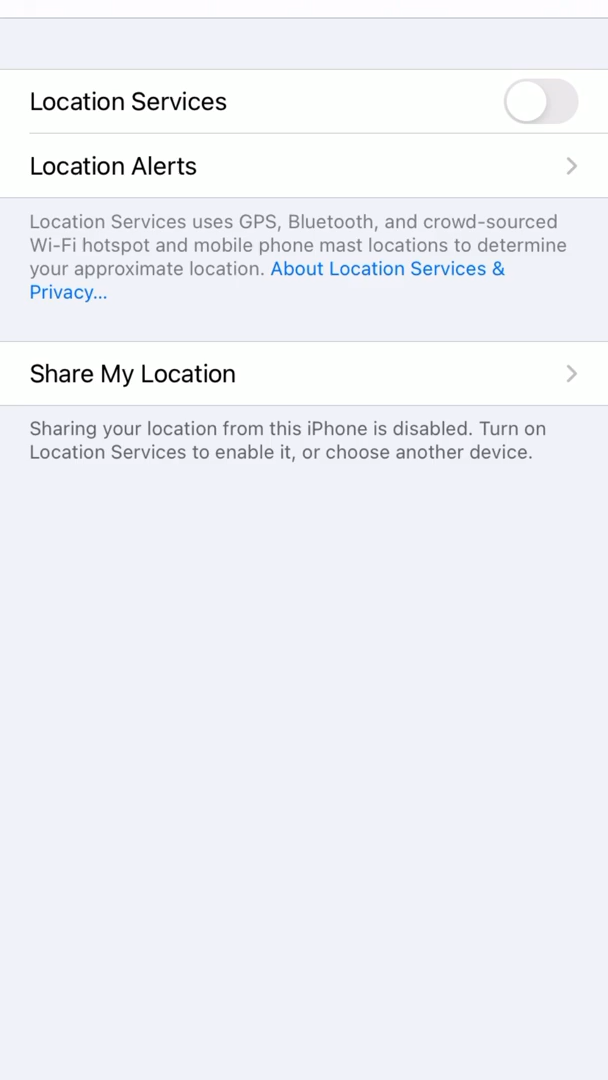 Location Services
Location Alerts
Location Services uses GPS, Bluetooth, and crowd-sourced
Wi-Fi hotspot and mobile phone mast locations to determine
your approximate location. About Location Services &
Privacy...
Share My Location
Sharing your location from this iPhone is disabled. Turn on
Location Services to enable it, or choose another device.